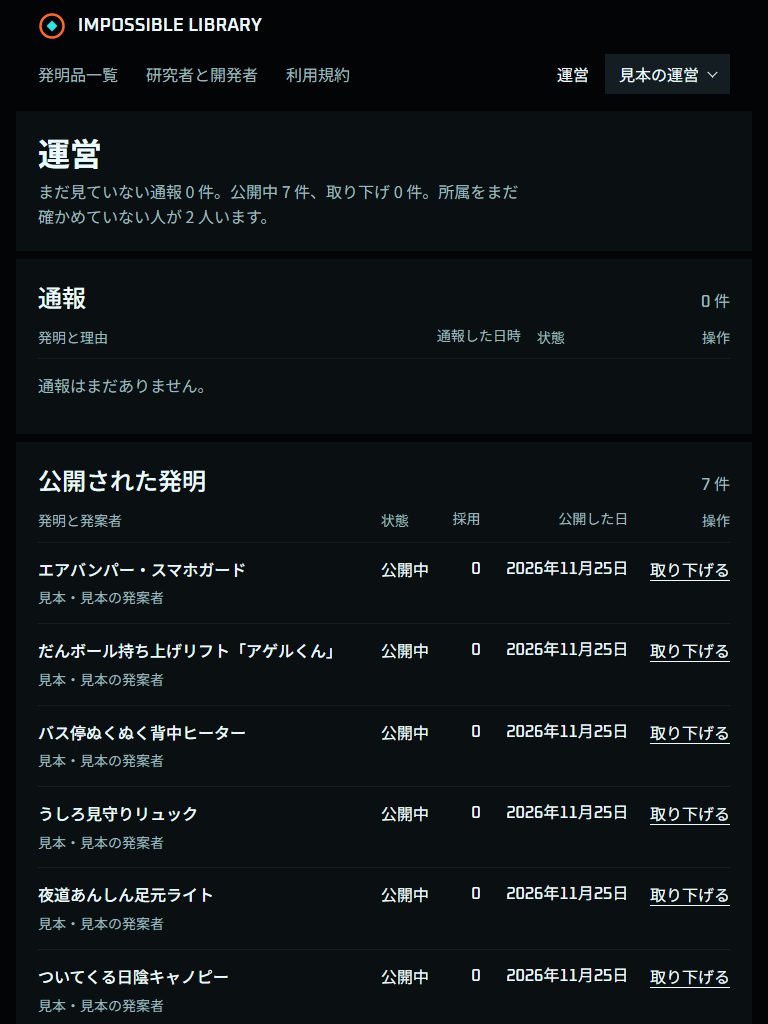 IMPOSSIBLE LIBRARY
発明品一覧 研究者と開発者 利用規約 運営 見本の運営
運営
まだ見ていない通報 0 件。公開中 7 件、取り下げ 0 件。所属をまだ
確かめていない人が 2 人います。
通報 0 件
発明と理由 通報した日時 状態 操作
通報はまだありません。
公開された発明 7 件
発明と発案者 状態 採用 公開した日 操作
エアバンパー・スマホガード 公開中 0 2026年11月25日 取り下げる
見本・見本の発案者
だんボール持ち上げリフト「アゲルくん」 公開中 0 2026年11月25日 取り下げる
見本・見本の発案者
バス停ぬくぬく背中ヒーター 公開中 0 2026年11月25日 取り下げる
見本・見本の発案者
うしろ見守りリュック 公開中 0 2026年11月25日 取り下げる
見本・見本の発案者
夜道あんしん足元ライト 公開中 0 2026年11月25日 取り下げる
見本・見本の発案者
ついてくる日陰キャノピー 公開中 0 2026年11月25日 取り下げる
見本・見本の発案者